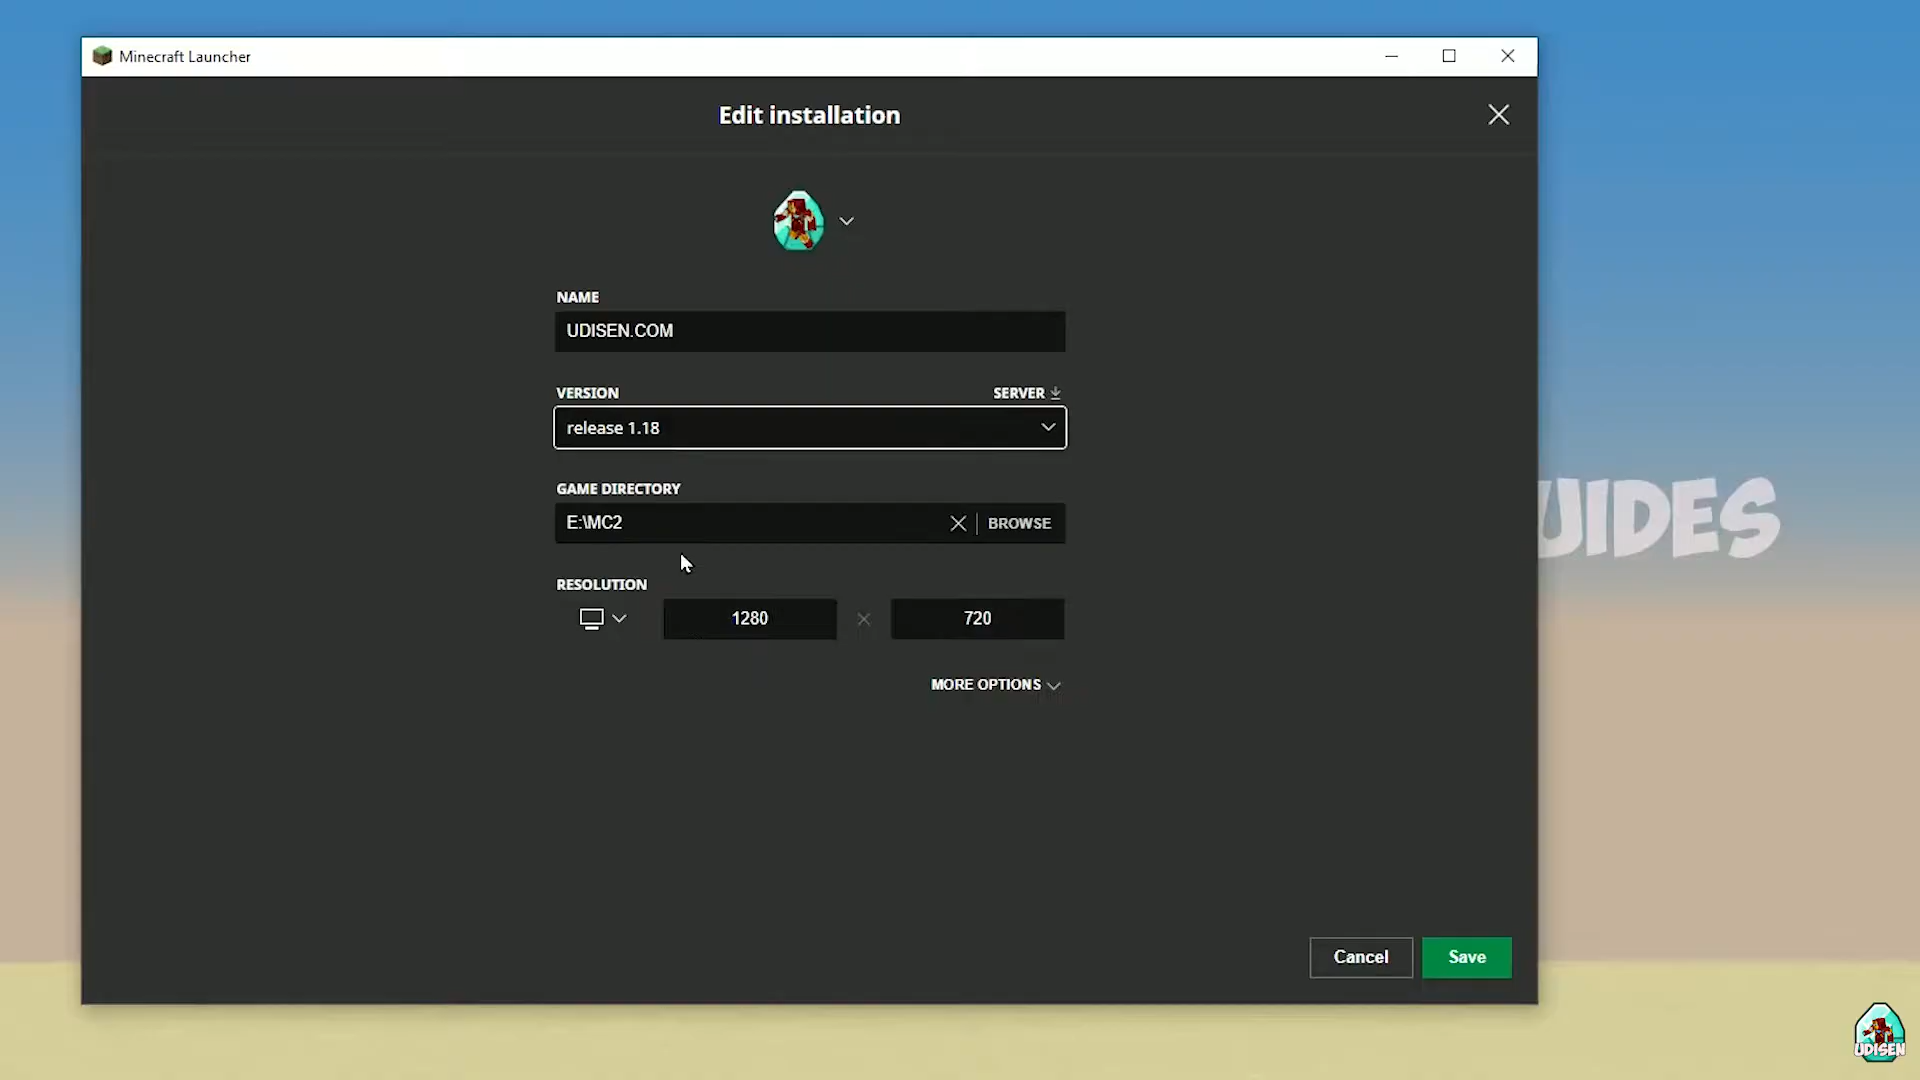 Minecraft Launcher
Edit installation
NAME
UDISEN.COM
VERSION
SERVER
release 1.18
GAME DIRECTORY
E:\MC2
BROWSE
RESOLUTION
1280
720
MORE OPTIONS
Cancel
Save
UIDES
UDISEN